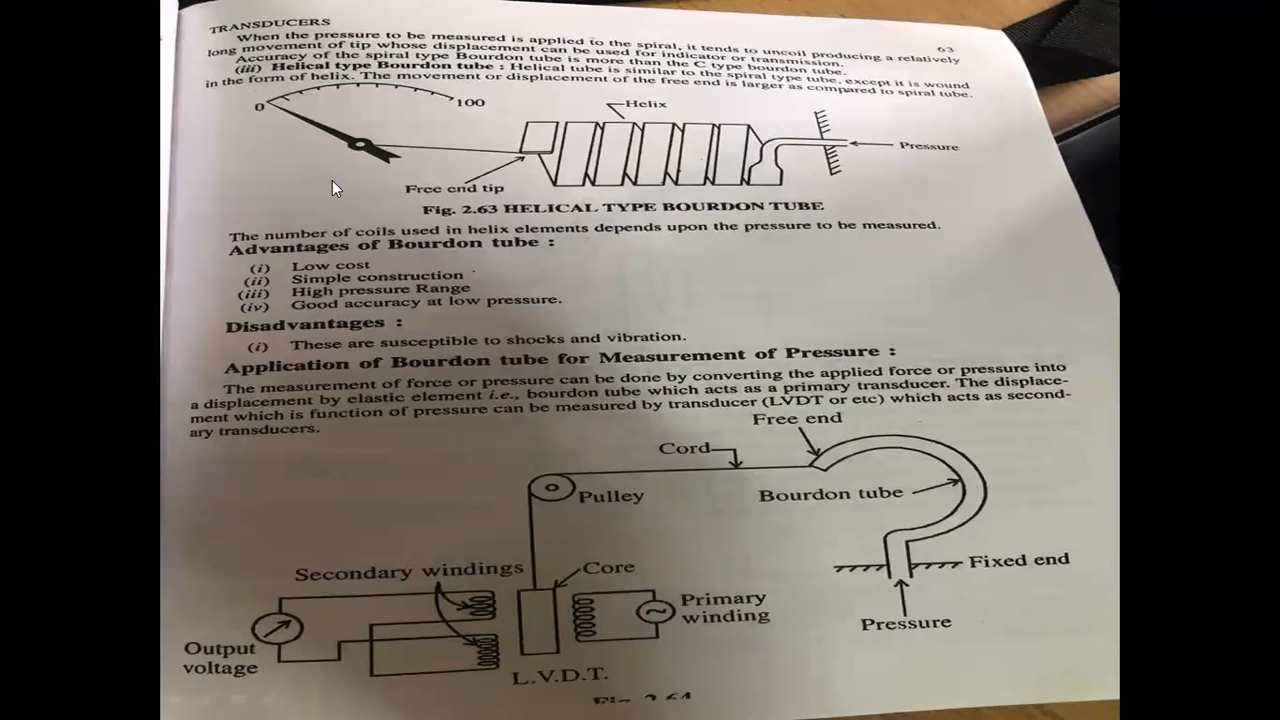 TRANSDUCERS
63
When the pressure to be measured is applied to the spiral, it tends to uncoil producing a relatively
long movement of tip whose displacement can be used for indicator or transmission.
Accuracy of the spiral type Bourdon tube is more than the C type bourdon tube.
(iii) Helical type Bourdon tube : Helical tube is similar to the spiral type tube, except it is wound
in the form of helix. The movement or displacement of the free end is larger as compared to spiral tube.
0
100
Helix
Pressure
Free end tip
Fig. 2.63 HELICAL TYPE BOURDON TUBE
The number of coils used in helix elements depends upon the pressure to be measured.
Advantages of Bourdon tube :
(i) Low cost
(ii) Simple construction
(iii) High pressure Range
(iv) Good accuracy at low pressure.
Disadvantages :
(i) These are susceptible to shocks and vibration.
Application of Bourdon tube for Measurement of Pressure :
The measurement of force or pressure can be done by converting the applied force or pressure into
a displacement by elastic element i.e., bourdon tube which acts as a primary transducer. The displace-
ment which is function of pressure can be measured by transducer (LVDT or etc) which acts as second-
ary transducers.
Free end
Cord
Pulley
Bourdon tube
Fixed end
Pressure
Secondary windings
Core
Primary
winding
Output
voltage
L.V.D.T.
Fig. 2.64